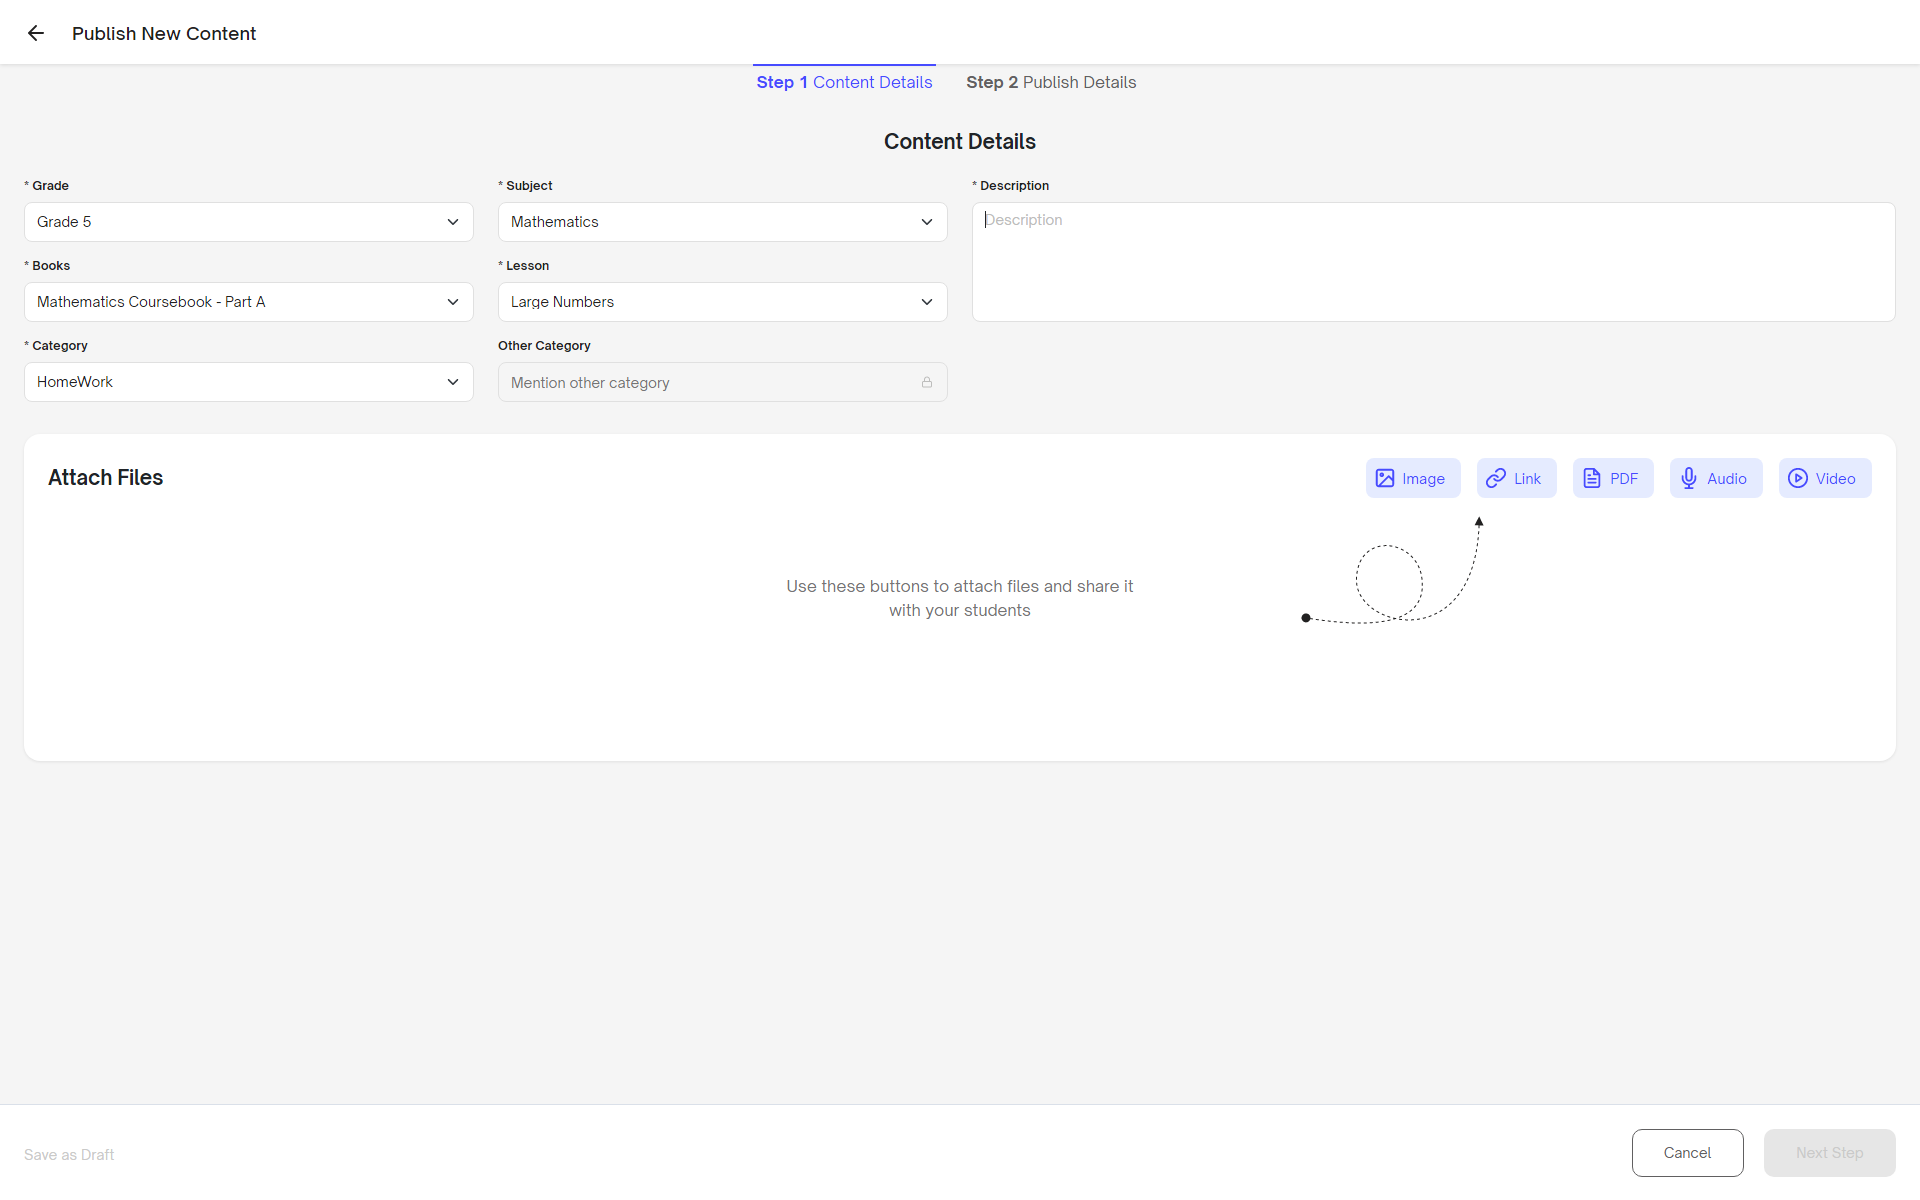 Publish New Content
Step 1 Content Details
Step 2 Publish Details
Content Details
* Grade
Grade 5
* Subject
Mathematics
* Description
Description
* Books
Mathematics Coursebook - Part A
* Lesson
Large Numbers
* Category
HomeWork
Other Category
Mention other category
Attach Files
Image
Link
PDF
Audio
Video
Use these buttons to attach files and share it
with your students
Save as Draft
Cancel
Next Step